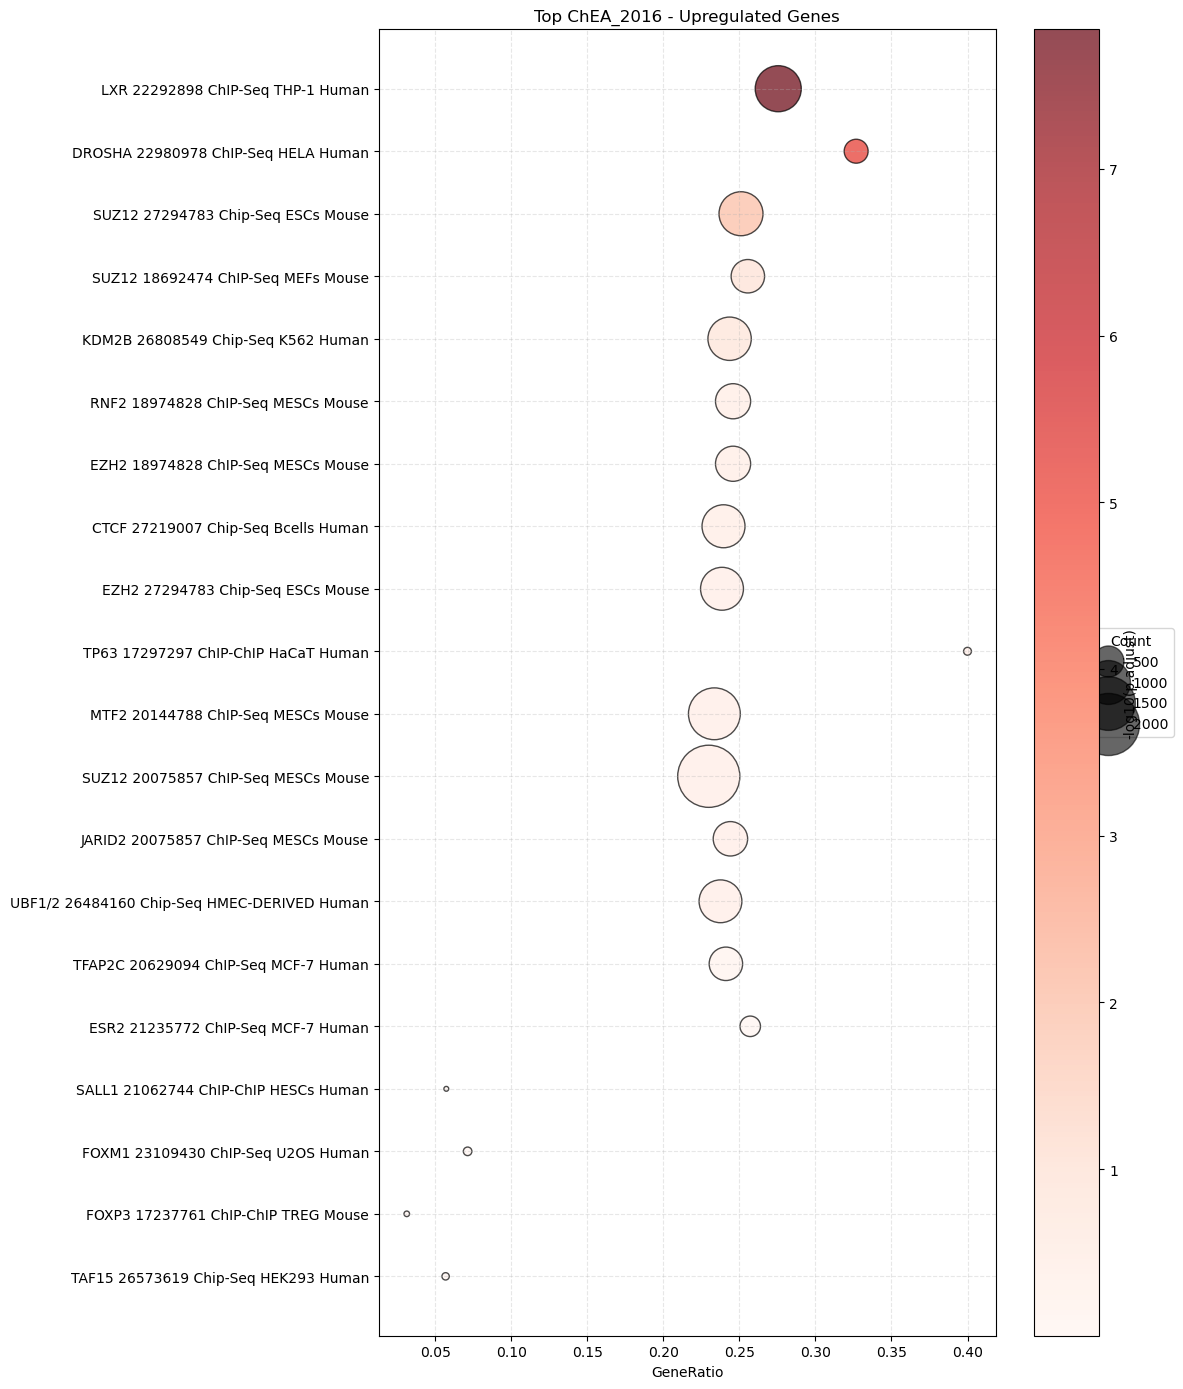 Top ChEA_2016 - Upregulated Genes
LXR 22292898 ChIP-Seq THP-1 Human
DROSHA 22980978 ChIP-Seq HELA Human
SUZ12 27294783 Chip-Seq ESCs Mouse
SUZ12 18692474 ChIP-Seq MEFs Mouse
KDM2B 26808549 Chip-Seq K562 Human
RNF2 18974828 ChIP-Seq MESCs Mouse
EZH2 18974828 ChIP-Seq MESCs Mouse
CTCF 27219007 Chip-Seq Bcells Human
EZH2 27294783 Chip-Seq ESCs Mouse
TP63 17297297 ChIP-ChIP HaCaT Human
MTF2 20144788 ChIP-Seq MESCs Mouse
SUZ12 20075857 ChIP-Seq MESCs Mouse
JARID2 20075857 ChIP-Seq MESCs Mouse
UBF1/2 26484160 Chip-Seq HMEC-DERIVED Human
TFAP2C 20629094 ChIP-Seq MCF-7 Human
ESR2 21235772 ChIP-Seq MCF-7 Human
SALL1 21062744 ChIP-ChIP HESCs Human
FOXM1 23109430 ChIP-Seq U2OS Human
FOXP3 17237761 ChIP-ChIP TREG Mouse
TAF15 26573619 Chip-Seq HEK293 Human
0.05 0.10 0.15 0.20 0.25 0.30 0.35 0.40
GeneRatio
7
6
5
4
3
2
1
-log10(p.adjust)
Count
500
1000
1500
2000